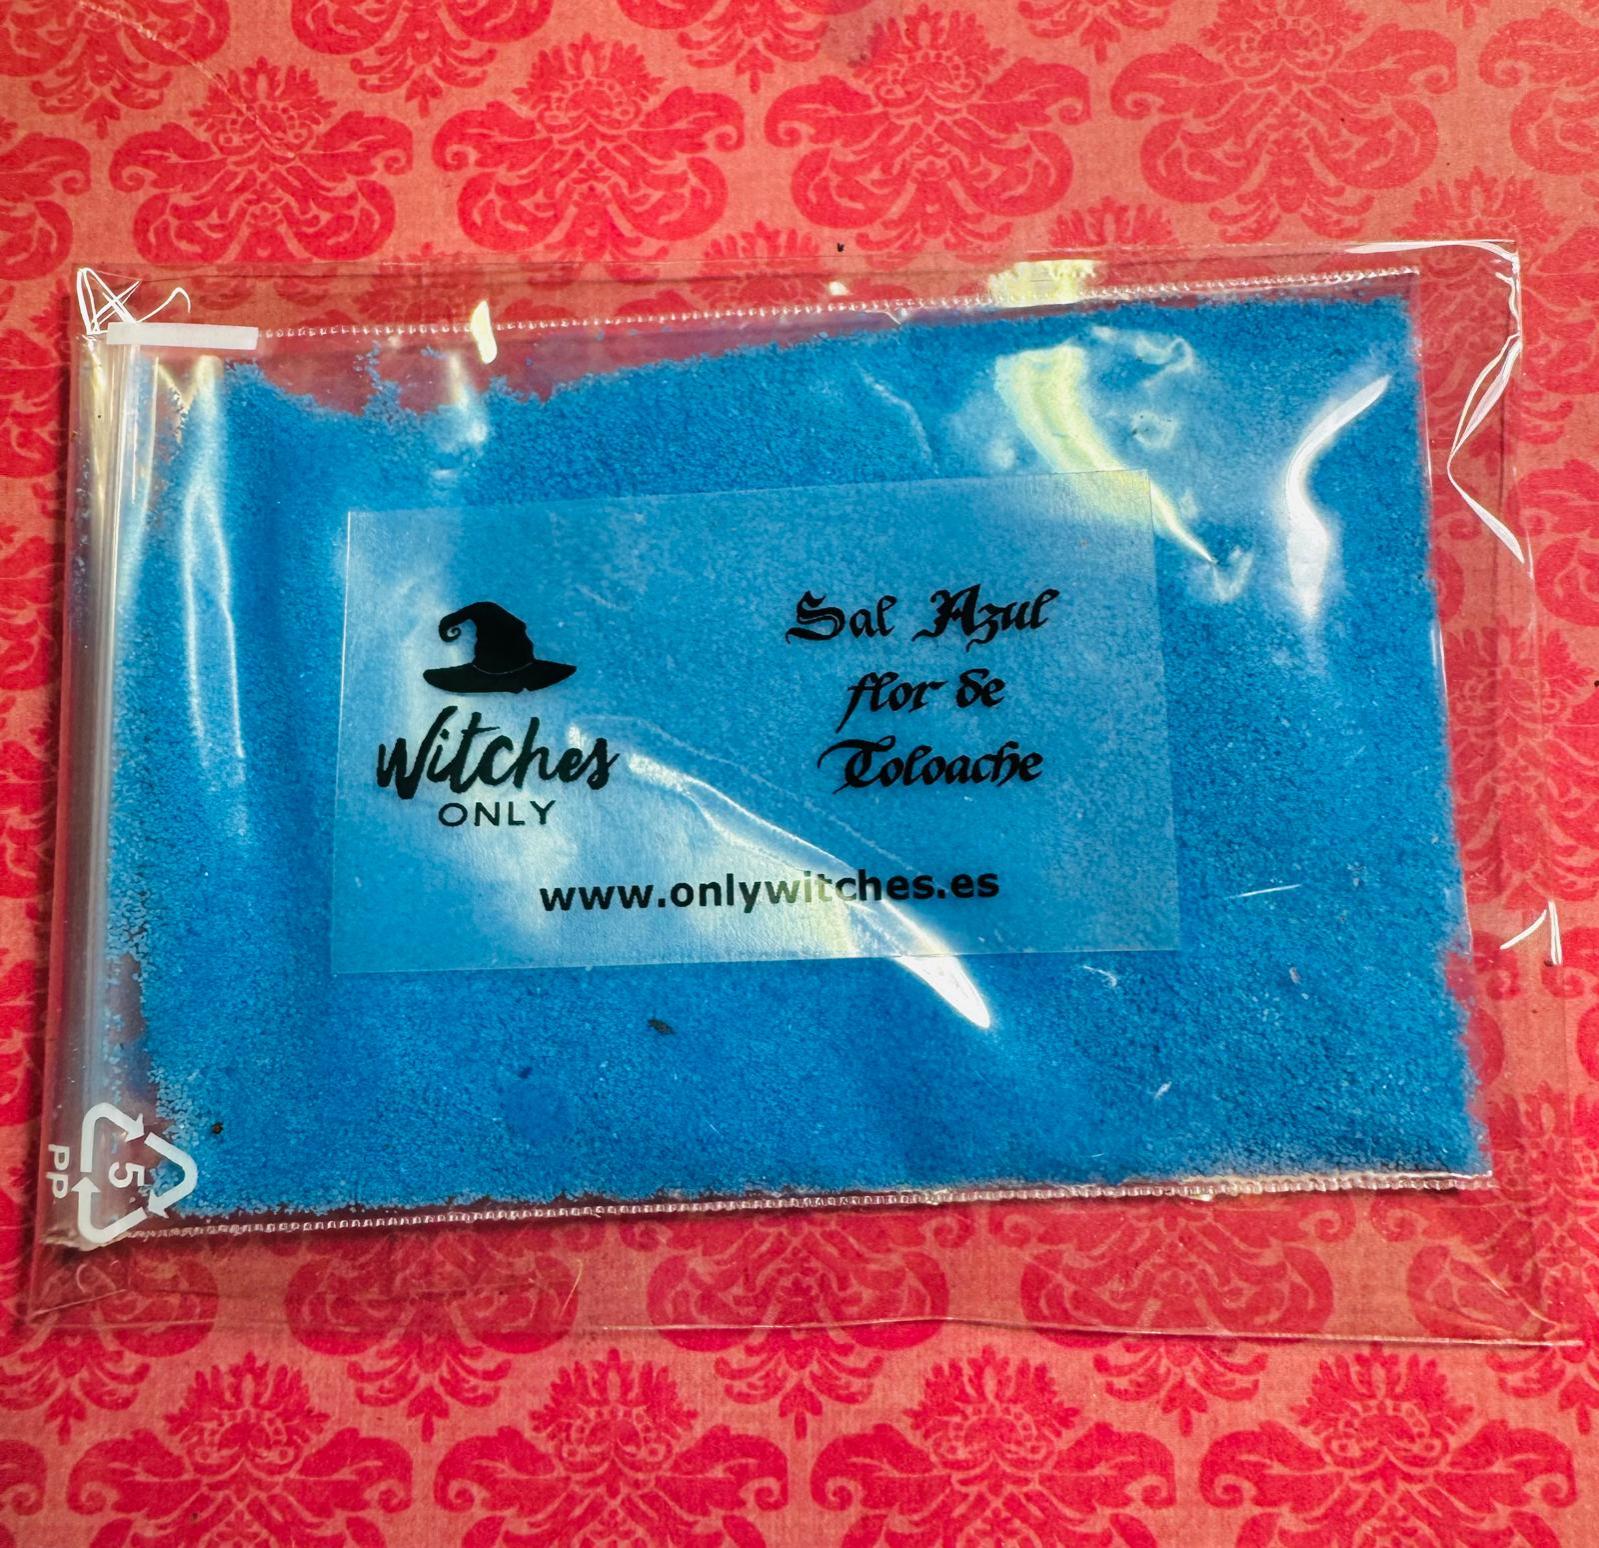 Witches
ONLY
Sal Azul
flor de
Toloache
www.onlywitches.es
5
PP